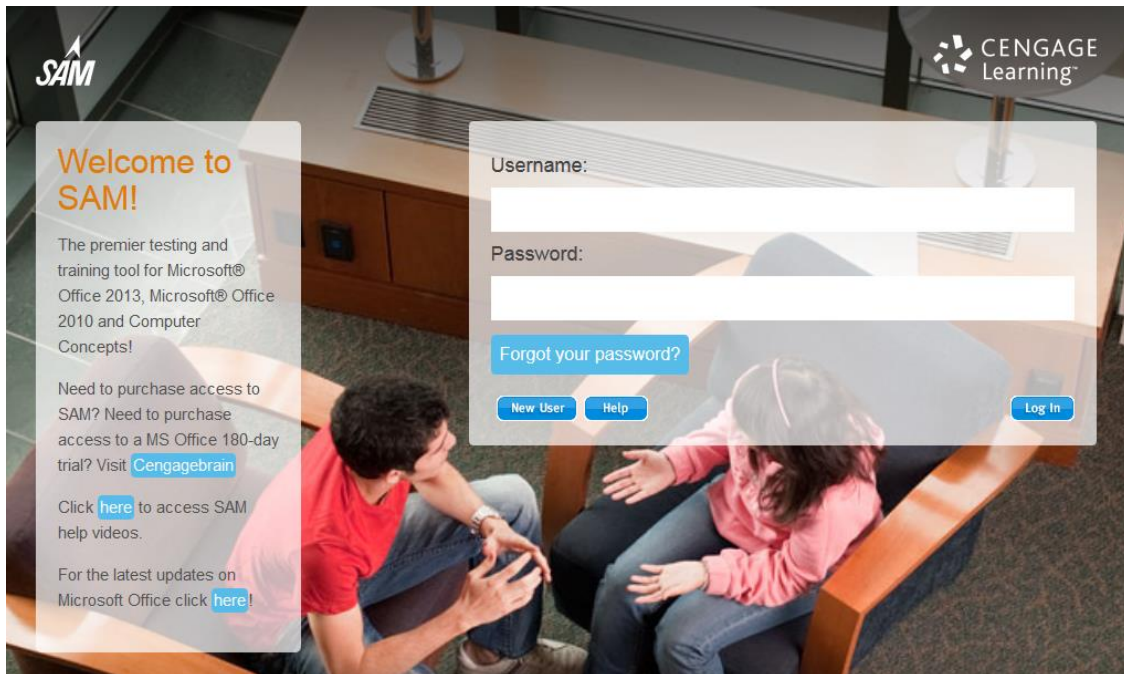 SAM
CENGAGE
Learning™
Welcome to
SAM!
The premier testing and
training tool for Microsoft®
Office 2013, Microsoft® Office
2010 and Computer
Concepts!
Need to purchase access to
SAM? Need to purchase
access to a MS Office 180-day
trial? Visit Cengagebrain
Click here to access SAM
help videos.
For the latest updates on
Microsoft Office click here!
Username:
Password:
Forgot your password?
New User Help Log In